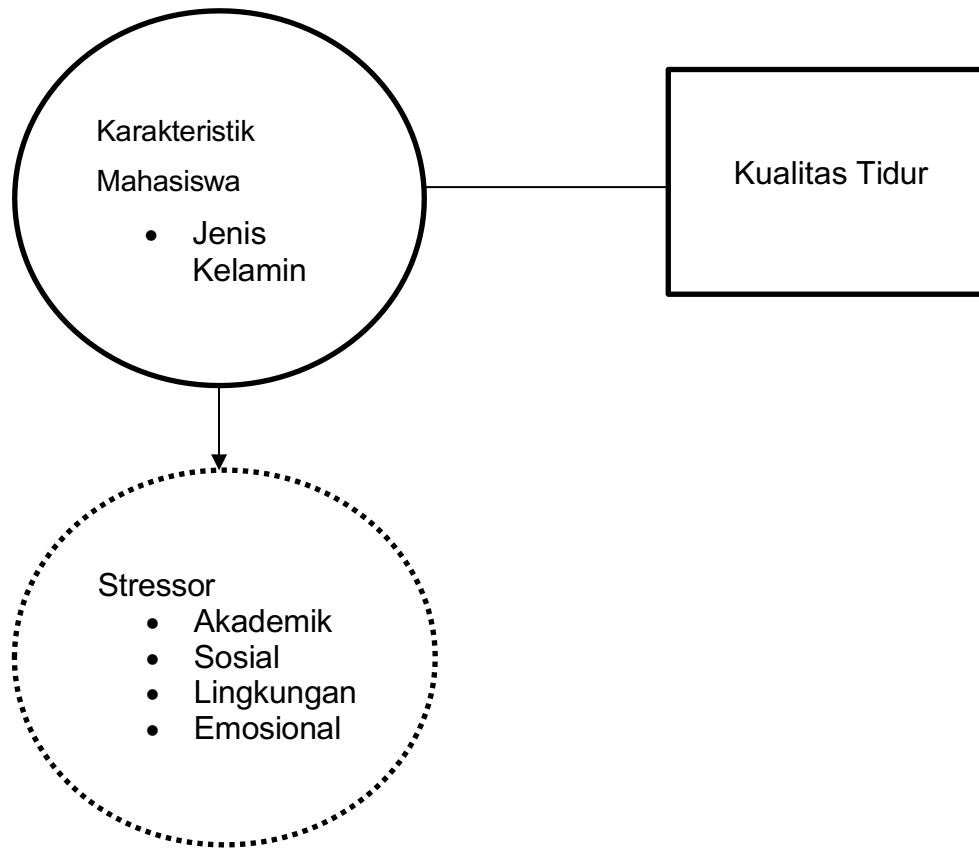 Karakteristik
Mahasiswa
• Jenis
Kelamin
Kualitas Tidur
Stressor
• Akademik
• Sosial
• Lingkungan
• Emosional